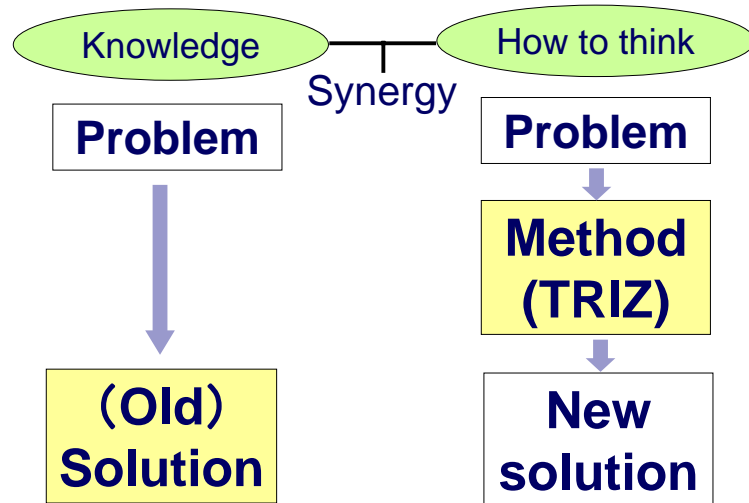 Knowledge
How to think
Synergy
Problem
(Old)
Solution
Problem
Method
(TRIZ)
New
solution